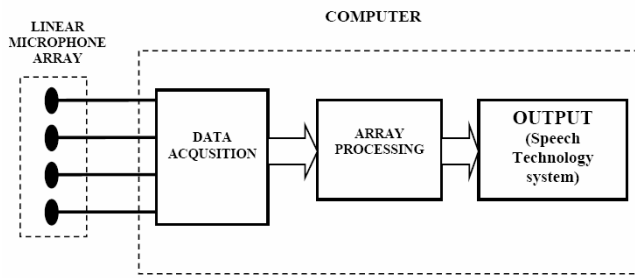 COMPUTER
LINEAR
MICROPHONE
ARRAY
DATA
ACQUSITION
ARRAY
PROCESSING
OUTPUT
(Speech
Technology
system)